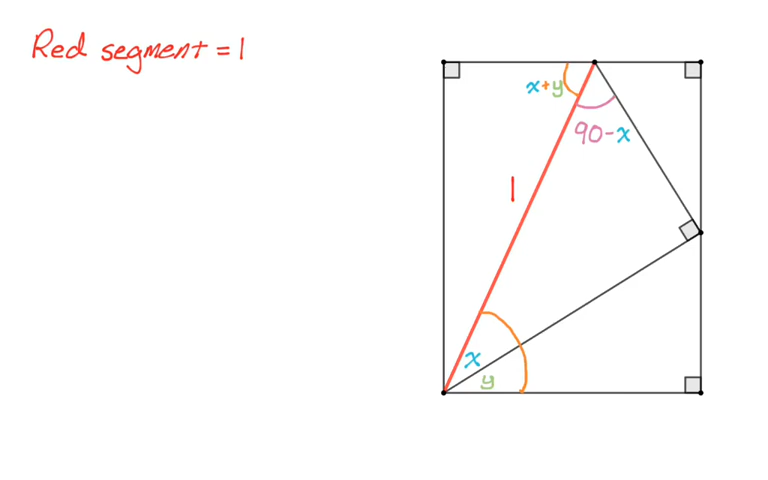 Red segment = 1
x+y
90-x
1
x
y